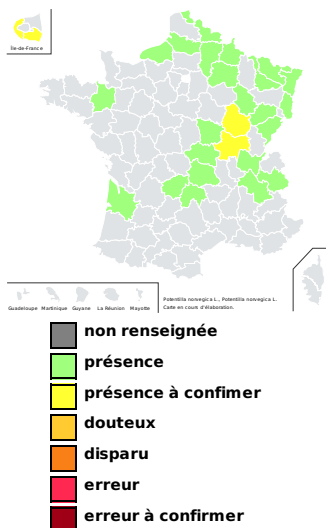 Île-de-France
Guadeloupe Martinique Guyane La Réunion Mayotte
Potentilla norvegica L., Potentilla norvegica L.
Carte en cours d'élaboration.
non renseignée
présence
présence à confimer
douteux
disparu
erreur
erreur à confirmer